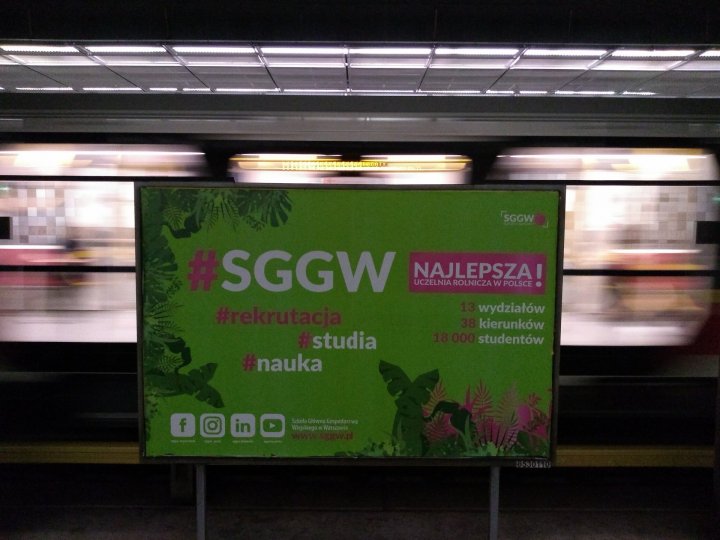 SGGW
#SGGW
NAJLEPSZA!
UCZELNIA ROLNICZA W POLSCE
#rekrutacja
#studia
#nauka
13 wydziałów
38 kierunków
18 000 studentów
Szkoła Główna Gospodarstwa
Wiejskiego w Warszawie
www.sggw.pl
BS30110